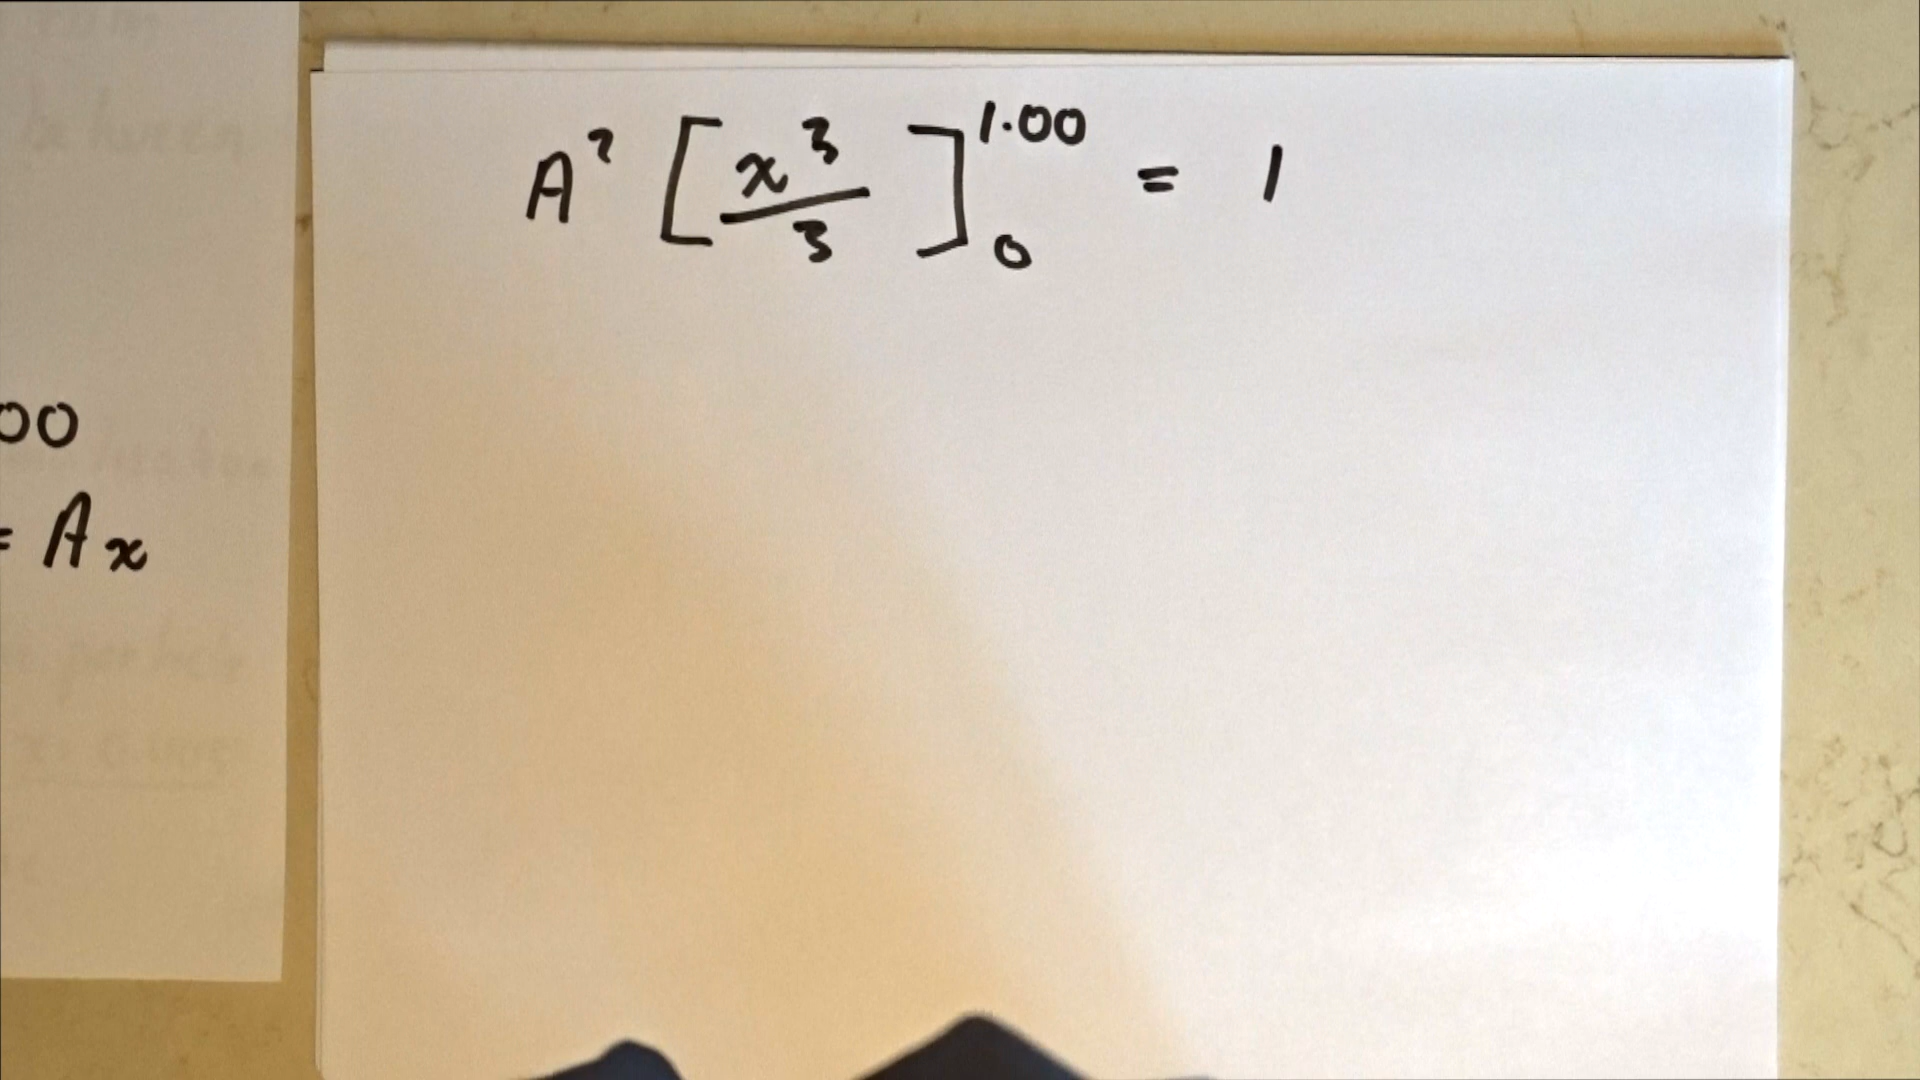 A² [x³/3]₀^1.00 = 1
00
= Ax